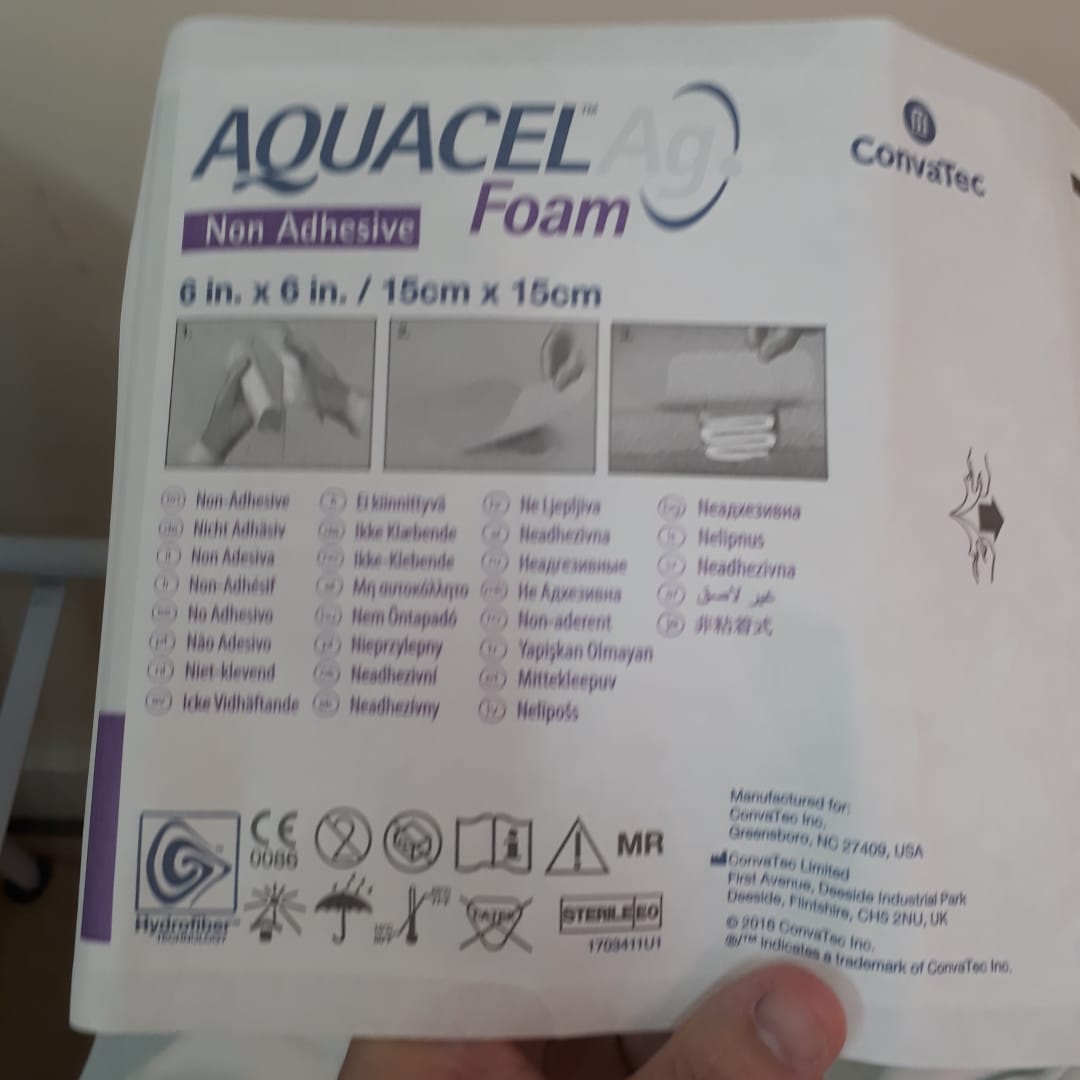 AQUACEL™ Ag.
Foam
Non Adhesive
ConvaTec
6 in. x 6 in. / 15cm x 15cm
1.
2.
3.
Non-Adhesive
Nicht Adhäsiv
Non Adesiva
Non-Adhésif
No Adhesivo
Não Adesivo
Niet-klevend
Icke Vidhäftande
Ei kiinnittyvä
Ikke Klæbende
Ikke-Klebende
Μη αυτοκόλλητο
Nem Öntapadó
Nieprzylepny
Neadhezivní
Neadhezívny
Ne Ljepljiva
Neadhezivna
Неадгезивные
Не Адхезивна
Non-aderent
Yapışkan Olmayan
Mittekleepuv
Nelipošs
Неадхезивна
Nelipnus
Neadhezivna
غير لاصق
非粘着式
CE
0086
MR
Hydrofiber™
TECHNOLOGY
LATEX
STERILE EO
1709411U1
Manufactured for:
ConvaTec Inc.
Greensboro, NC 27409, USA
ConvaTec Limited
First Avenue, Deeside Industrial Park
Deeside, Flintshire, CH5 2NU, UK
© 2016 ConvaTec Inc.
®/™ indicates a trademark of ConvaTec Inc.